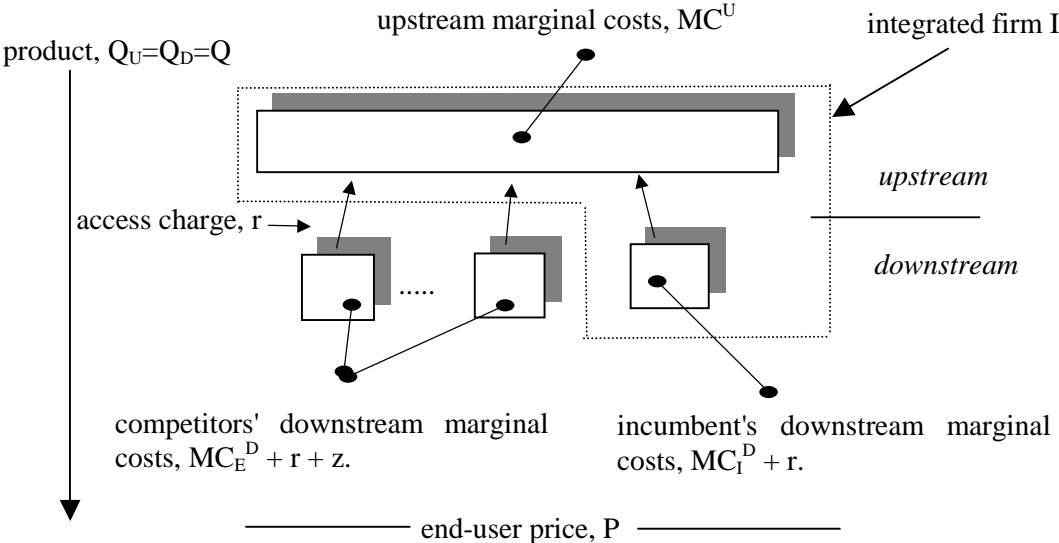 upstream marginal costs, MC^U
integrated firm I
product, Q_U=Q_D=Q
upstream
access charge, r
downstream
.....
competitors' downstream marginal
costs, MC_E^D + r + z.
incumbent's downstream marginal
costs, MC_I^D + r.
end-user price, P